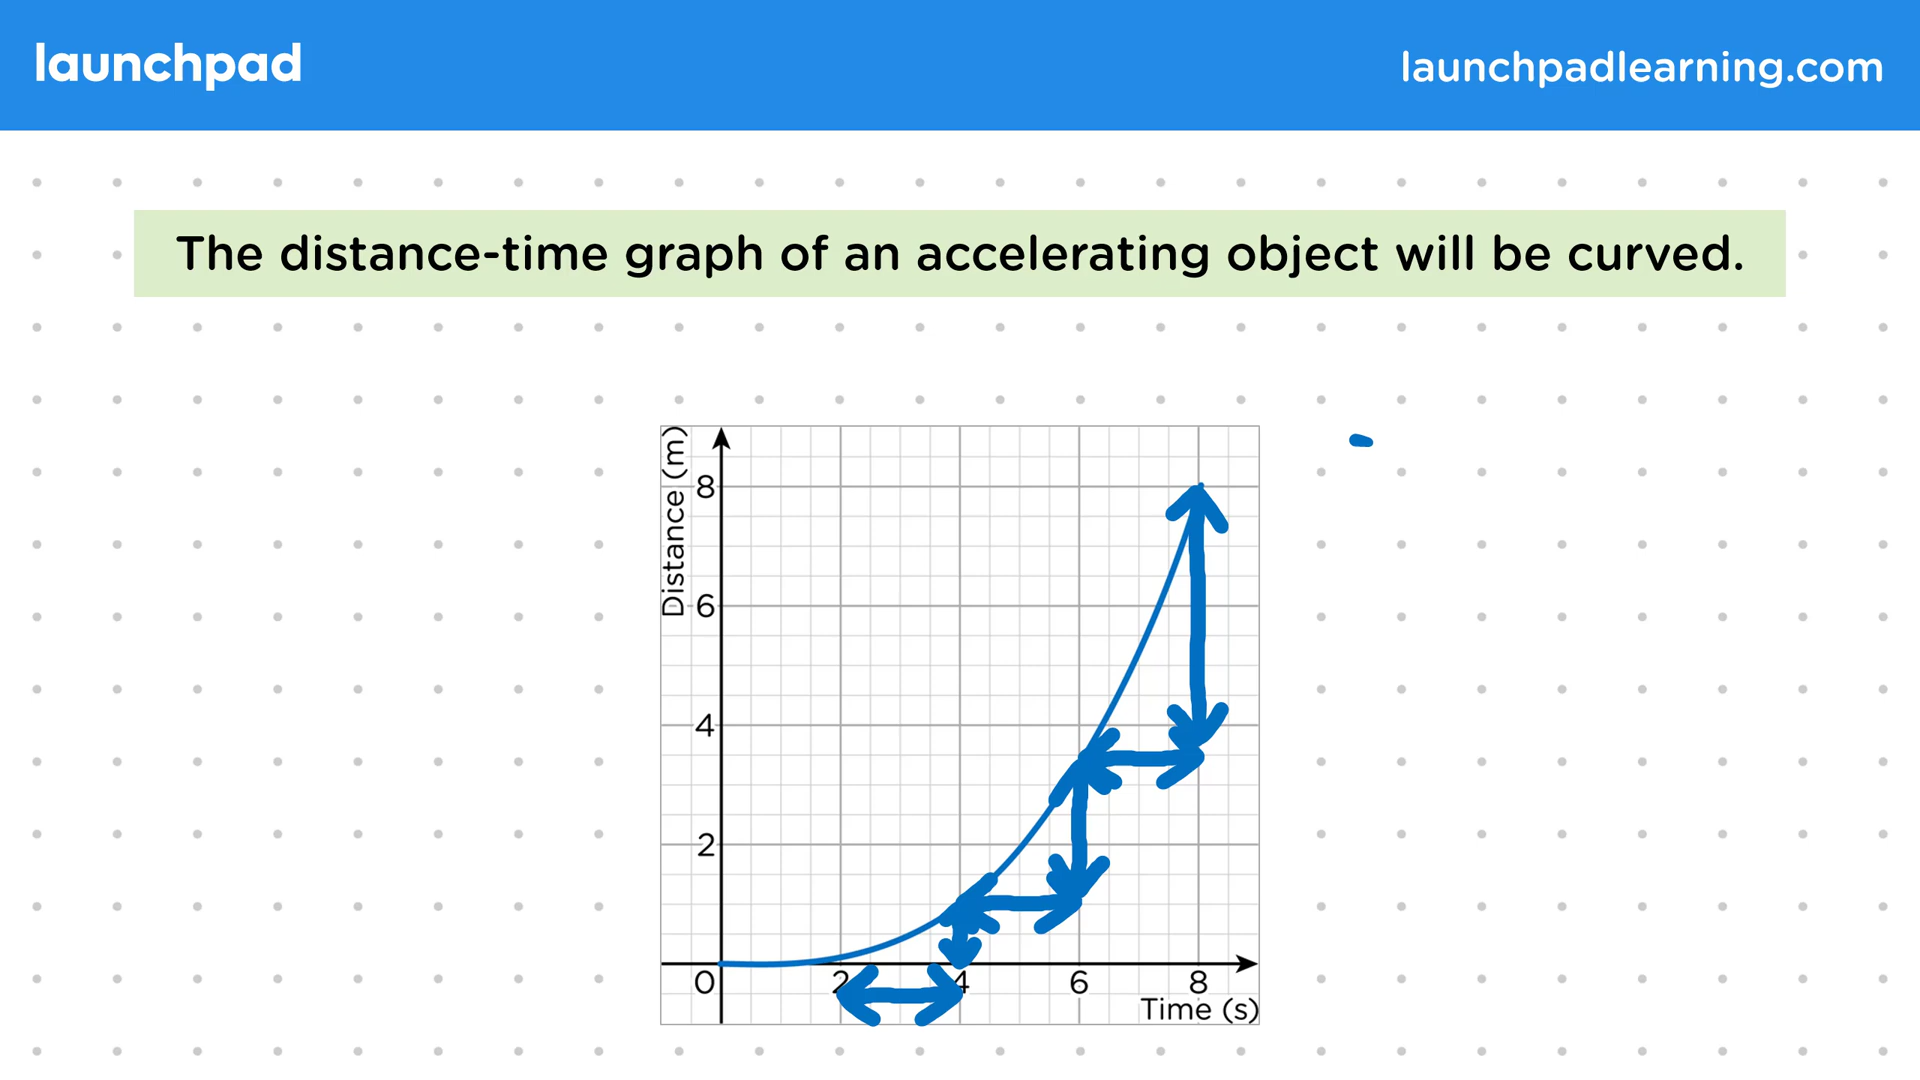 launchpad
launchpadlearning.com
The distance-time graph of an accelerating object will be curved.
Distance (m)
8
6
4
2
0
2
4
6
8
Time (s)